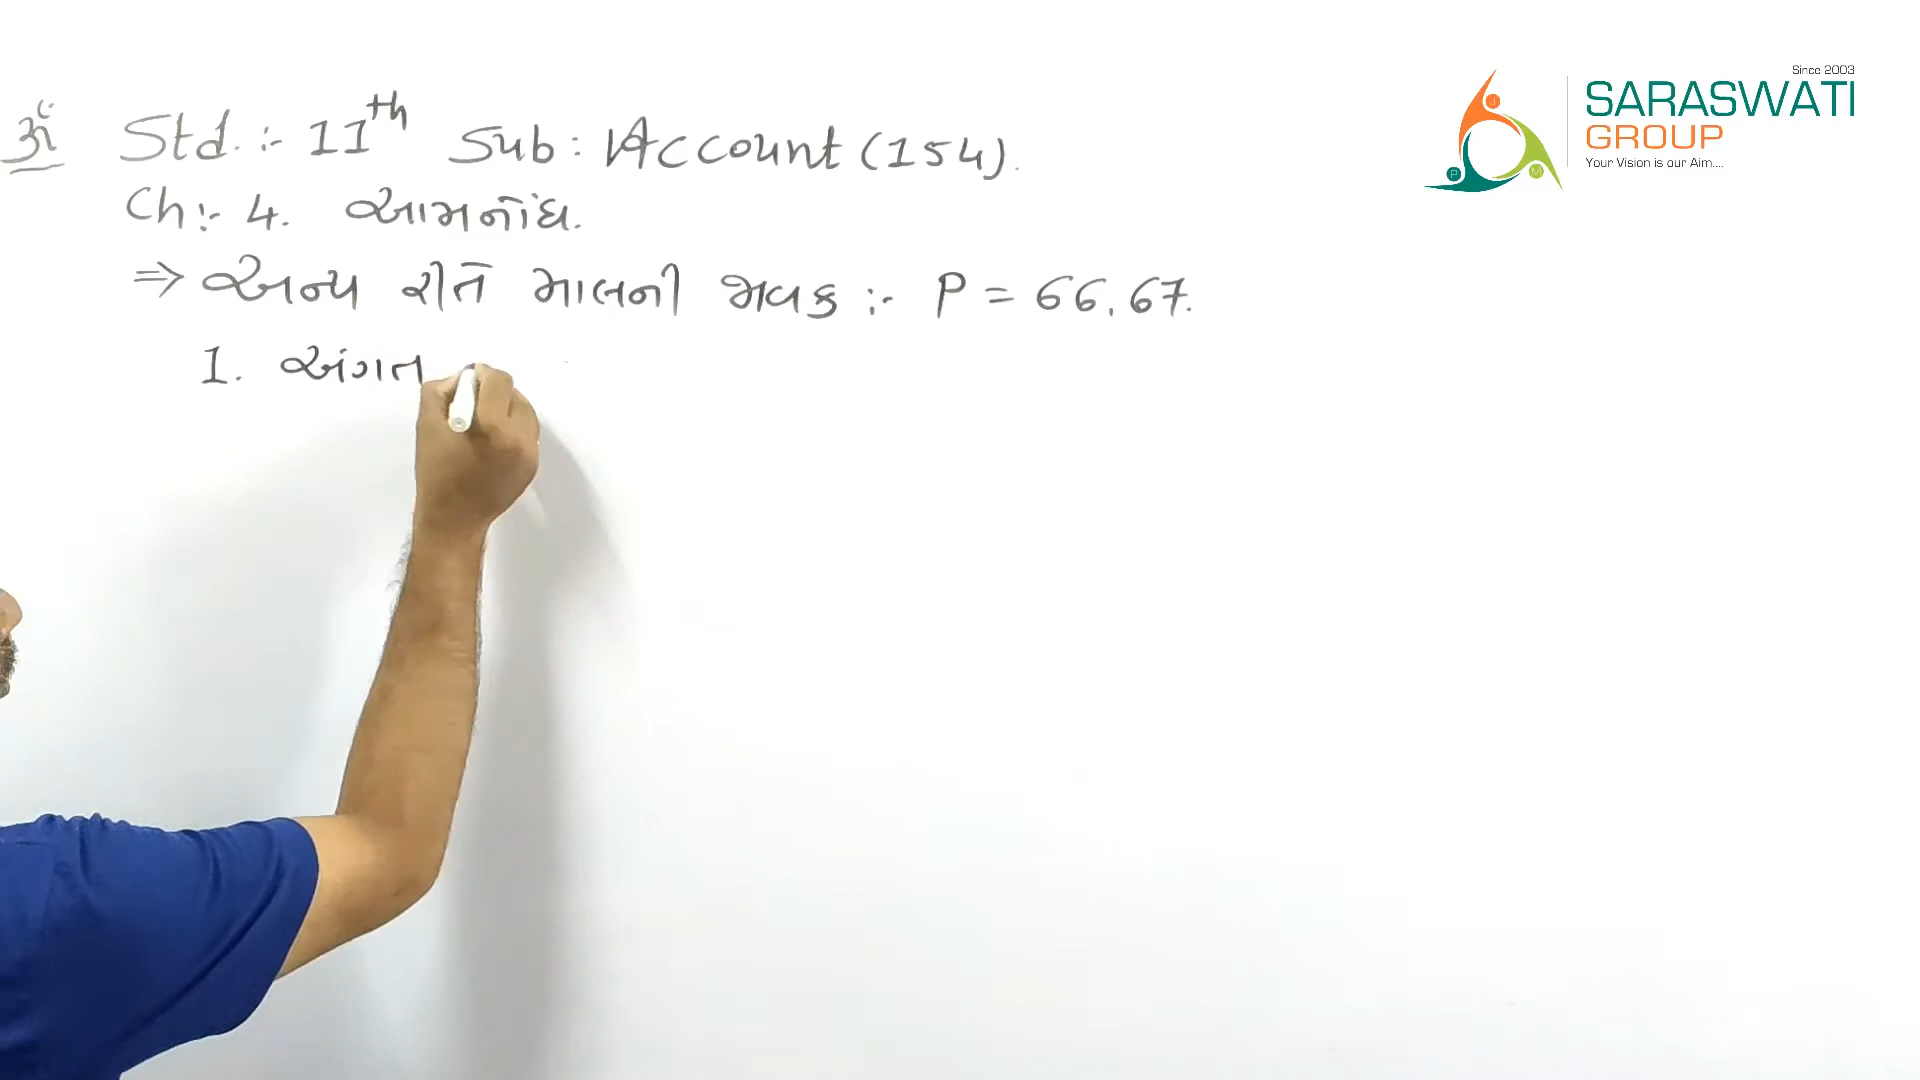 ૐ Std. :- 11th Sub : Account (154).
Ch :- 4. આમનોંધ.
⇒ અન્ય રીતે માલની જાવક :- P = 66, 67.
1. અંગત
Since 2003
SARASWATI
GROUP
Your Vision is our Aim....
J
P
M